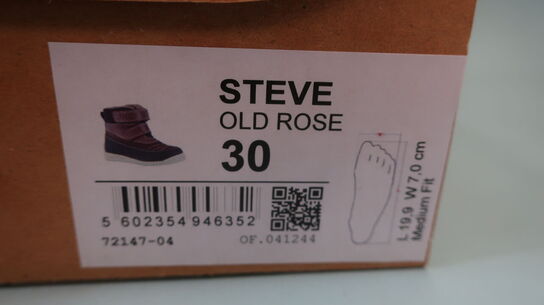 STEVE
OLD ROSE
30
5 602354 946352
72147-04
OF.041244
L 19,9 W 7,0 cm
Medium Fit